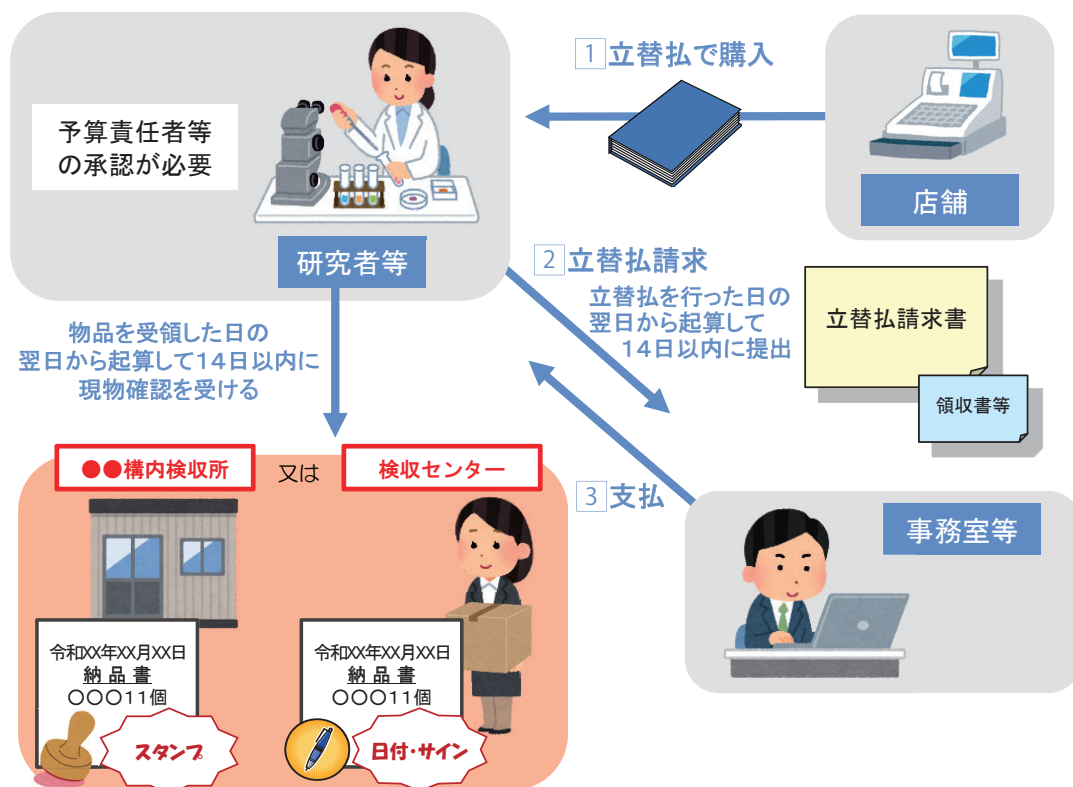 1 立替払で購入
予算責任者等
の承認が必要
店舗
研究者等
2 立替払請求
立替払を行った日の
翌日から起算して
14日以内に提出
立替払請求書
領収書等
物品を受領した日の
翌日から起算して14日以内に
現物確認を受ける
●●構内検収所
又は
検収センター
3 支払
事務室等
令和XX年XX月XX日
納品書
〇〇〇11個
スタンプ
令和XX年XX月XX日
納品書
〇〇〇11個
日付・サイン